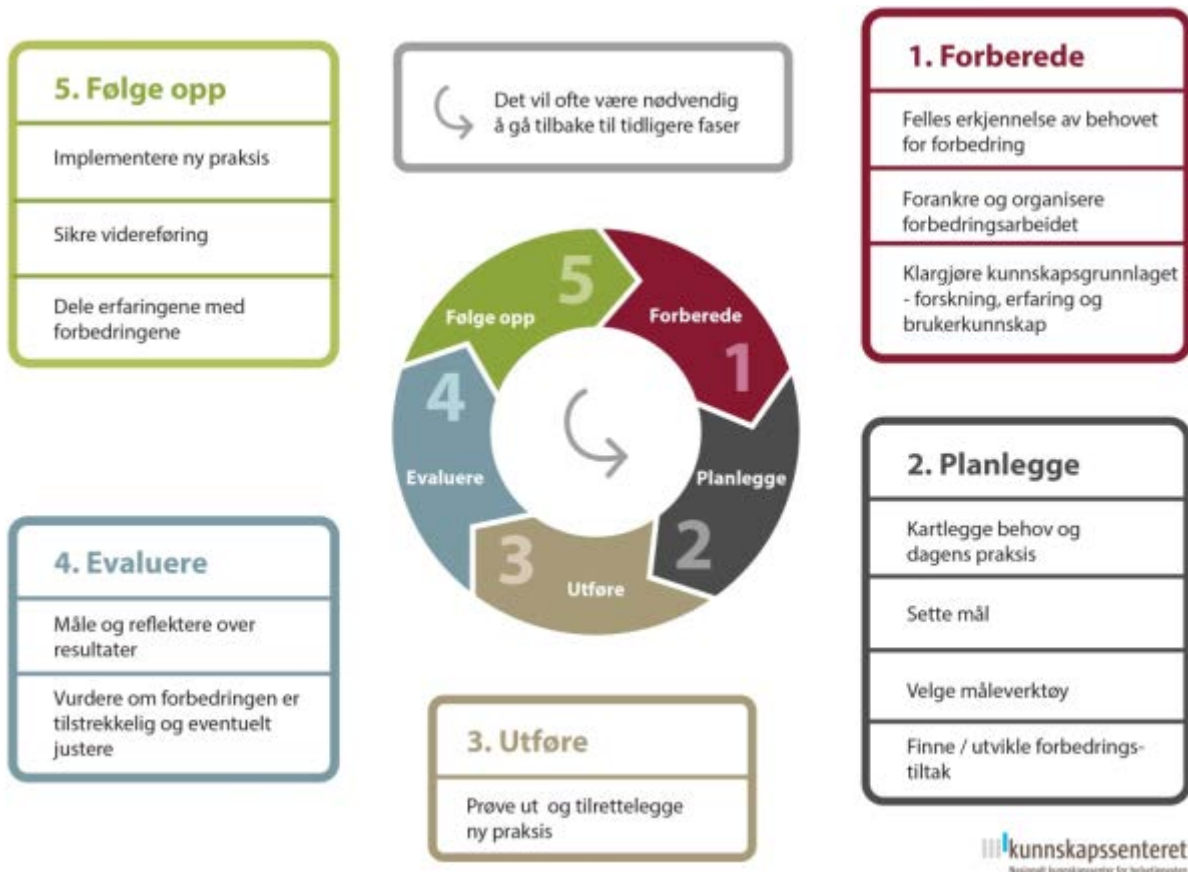 1. Forberede
Felles erkjennelse av behovet
for forbedring
Forankre og organisere
forbedringsarbeidet
Klargjøre kunnskapsgrunnlaget
- forskning, erfaring og
brukerkunnskap
2. Planlegge
Kartlegge behov og
dagens praksis
Sette mål
Velge måleverktøy
Finne / utvikle forbedrings-
tiltak
3. Utføre
Prøve ut og tilrettelegge
ny praksis
4. Evaluere
Måle og reflektere over
resultater
Vurdere om forbedringen er
tilstrekkelig og eventuelt
justere
5. Følge opp
Implementere ny praksis
Sikre videreføring
Dele erfaringene med
forbedringene
Det vil ofte være nødvendig
å gå tilbake til tidligere faser
Forberede
1
Planlegge
2
Utføre
3
Evaluere
4
Følge opp
5
kunnskapssenteret
Nasjonalt kunnskapssenter for helsetjenesten